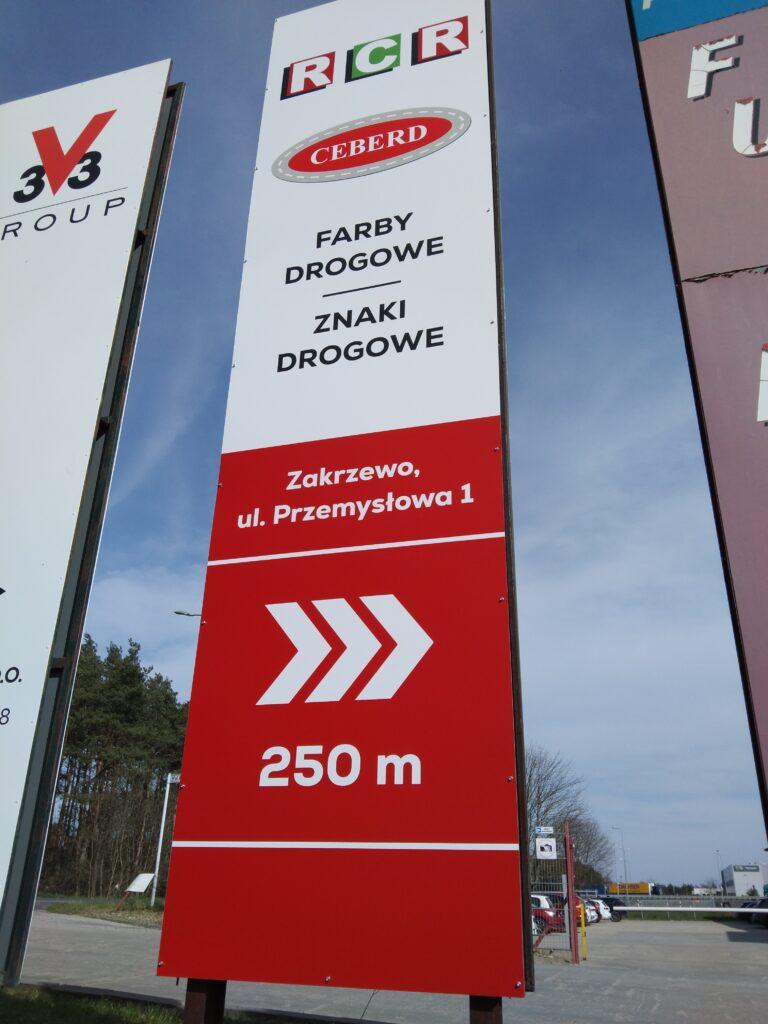 3V3
ROUP
RCR
CEBERD
FARBY
DROGOWE
ZNAKI
DROGOWE
Zakrzewo,
ul. Przemysłowa 1
250 m
F
U